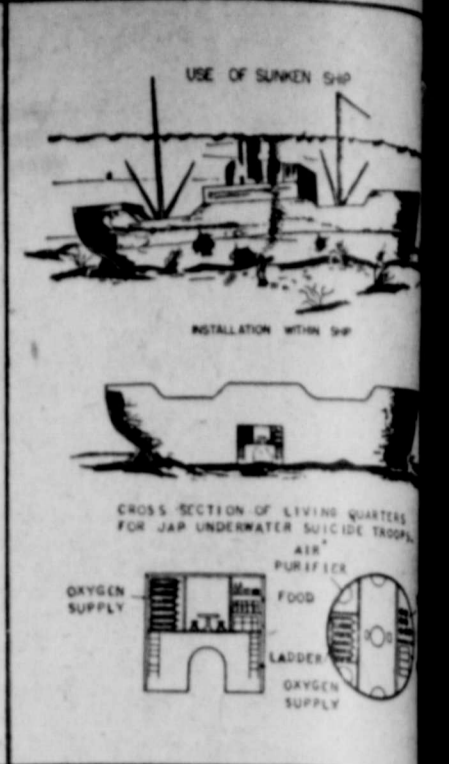 USE OF SUNKEN SHIP
INSTALLATION WITHIN SHIP
CROSS SECTION OF LIVING QUARTERS
FOR JAP UNDERWATER SUICIDE TROOPS.
AIR
PURIFIER
OXYGEN
SUPPLY
FOOD
LADDER
OXYGEN
SUPPLY